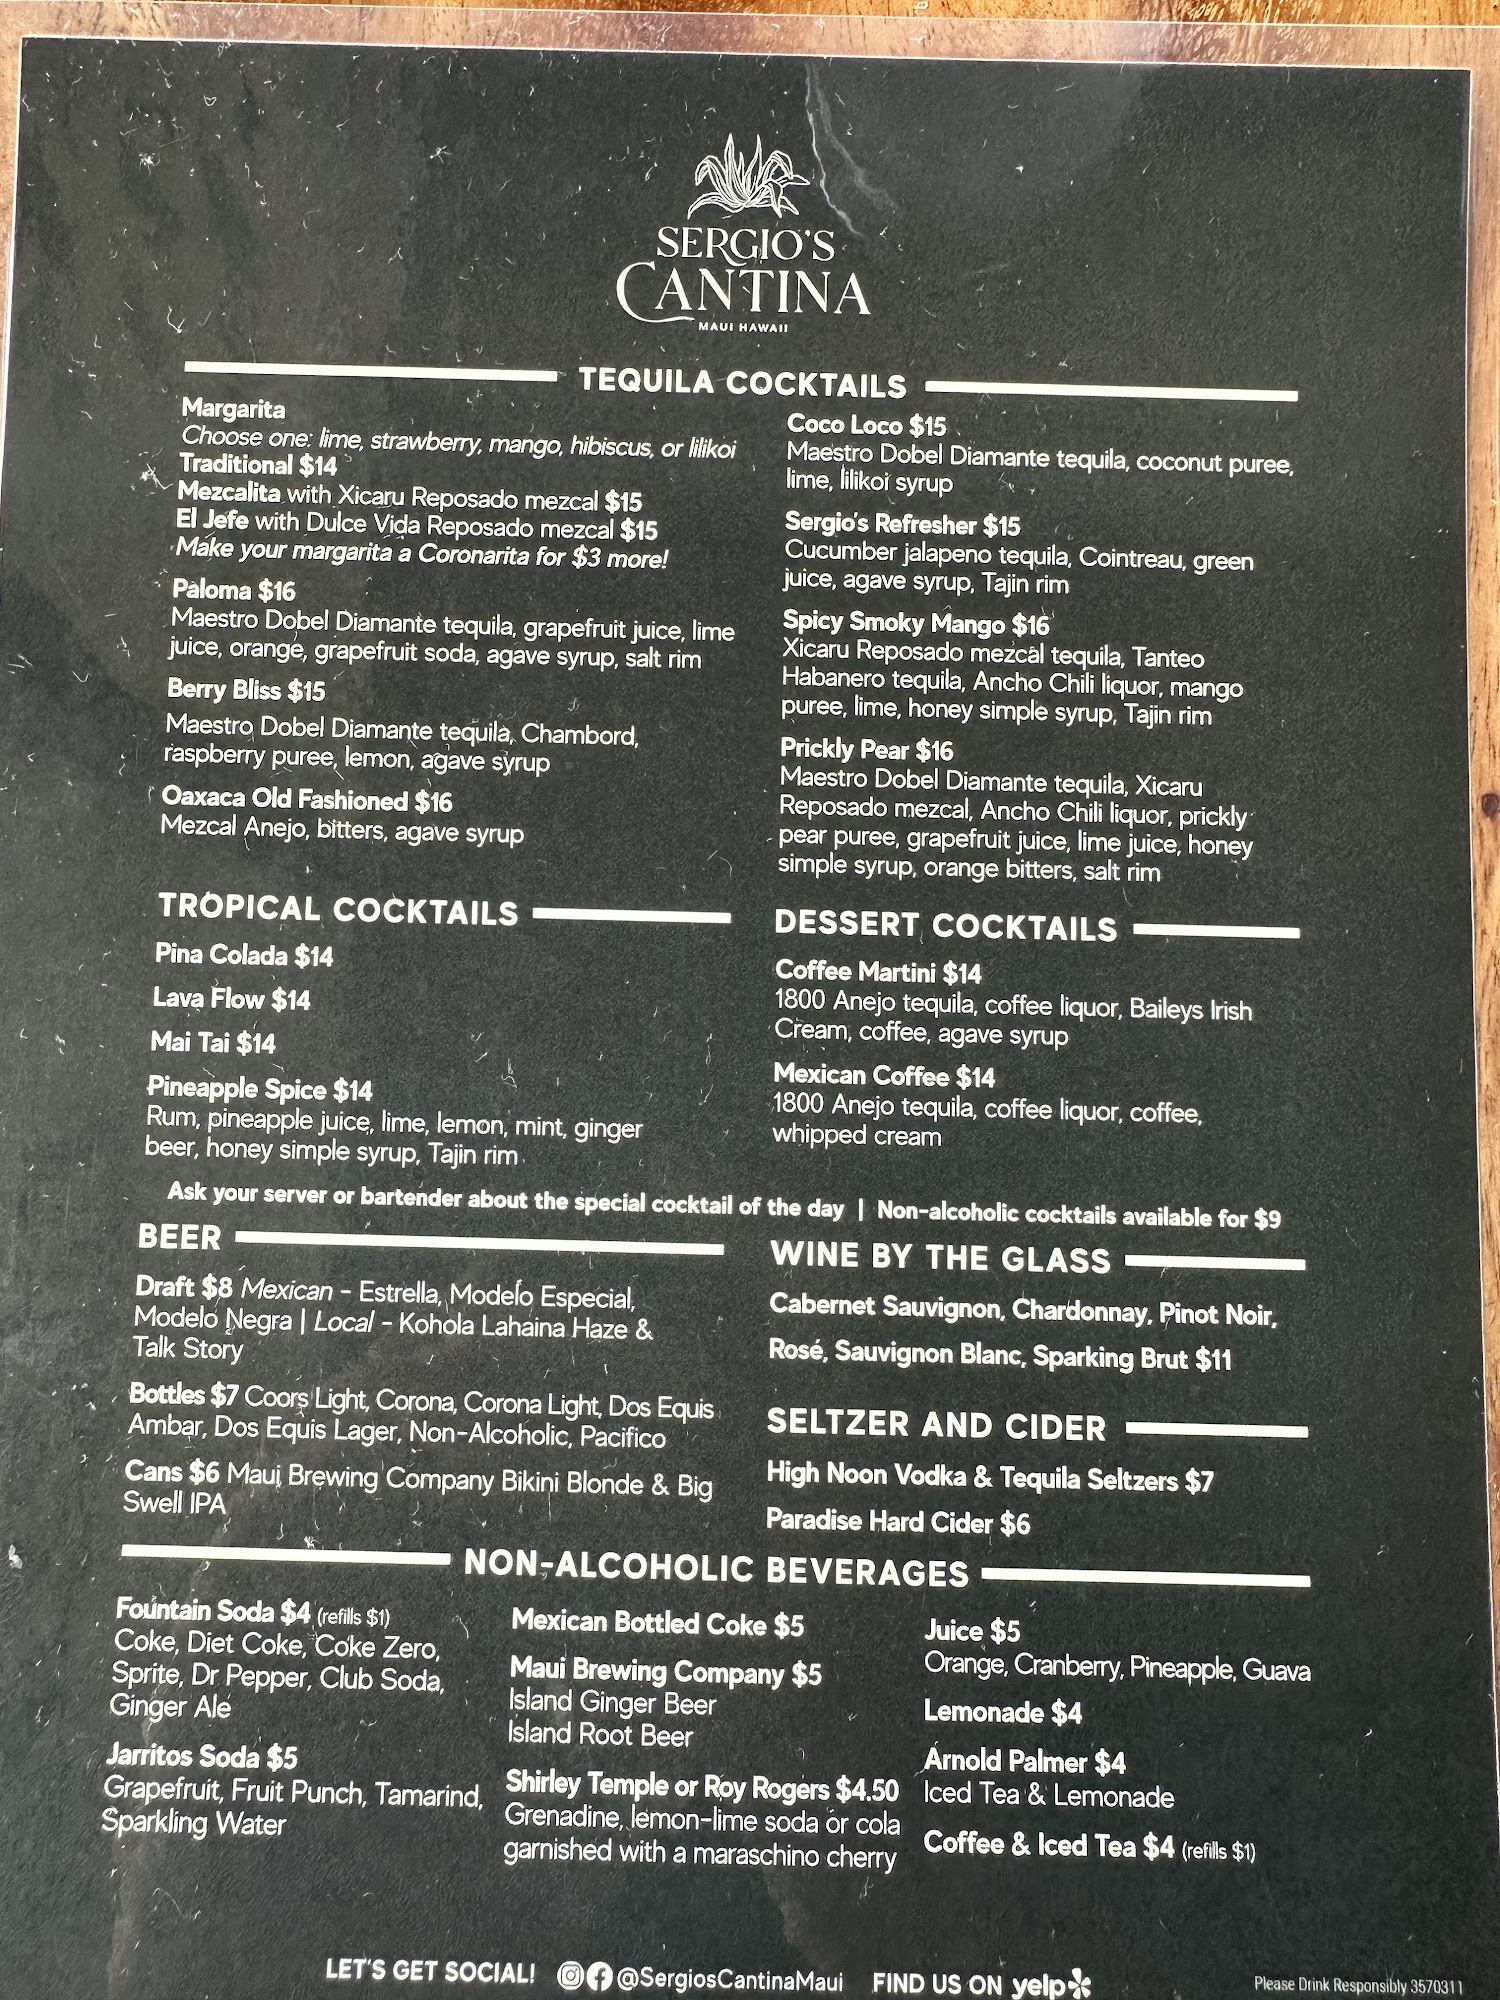 SERGIO'S
CANTINA
MAUI HAWAII
TEQUILA COCKTAILS
Margarita
Choose one: lime, strawberry, mango, hibiscus, or lilikoi
Traditional $14
Mezcalita with Xicaru Reposado mezcal $15
El Jefe with Dulce Vida Reposado mezcal $15
Make your margarita a Coronarita for $3 more!
Paloma $16
Maestro Dobel Diamante tequila, grapefruit juice, lime
juice, orange, grapefruit soda, agave syrup, salt rim
Berry Bliss $15
Maestro Dobel Diamante tequila, Chambord,
raspberry puree, lemon, agave syrup
Oaxaca Old Fashioned $16
Mezcal Anejo, bitters, agave syrup
Coco Loco $15
Maestro Dobel Diamante tequila, coconut puree,
lime, lilikoi syrup
Sergio's Refresher $15
Cucumber jalapeno tequila, Cointreau, green
juice, agave syrup, Tajin rim
Spicy Smoky Mango $16
Xicaru Reposado mezcal tequila, Tanteo
Habanero tequila, Ancho Chili liquor, mango
puree, lime, honey simple syrup, Tajin rim
Prickly Pear $16
Maestro Dobel Diamante tequila, Xicaru
Reposado mezcal, Ancho Chili liquor, prickly
pear puree, grapefruit juice, lime juice, honey
simple syrup, orange bitters, salt rim
TROPICAL COCKTAILS
Pina Colada $14
Lava Flow $14
Mai Tai $14
Pineapple Spice $14
Rum, pineapple juice, lime, lemon, mint, ginger
beer, honey simple syrup, Tajin rim
DESSERT COCKTAILS
Coffee Martini $14
1800 Anejo tequila, coffee liquor, Baileys Irish
Cream, coffee, agave syrup
Mexican Coffee $14
1800 Anejo tequila, coffee liquor, coffee,
whipped cream
Ask your server or bartender about the special cocktail of the day | Non-alcoholic cocktails available for $9
BEER
Draft $8 Mexican - Estrella, Modelo Especial,
Modelo Negra | Local - Kohola Lahaina Haze &
Talk Story
Bottles $7 Coors Light, Corona, Corona Light, Dos Equis
Ambar, Dos Equis Lager, Non-Alcoholic, Pacifico
Cans $6 Maui Brewing Company Bikini Blonde & Big
Swell IPA
WINE BY THE GLASS
Cabernet Sauvignon, Chardonnay, Pinot Noir,
Rosé, Sauvignon Blanc, Sparking Brut $11
SELTZER AND CIDER
High Noon Vodka & Tequila Seltzers $7
Paradise Hard Cider $6
NON-ALCOHOLIC BEVERAGES
Fountain Soda $4 (refills $1)
Coke, Diet Coke, Coke Zero,
Sprite, Dr Pepper, Club Soda,
Ginger Ale
Jarritos Soda $5
Grapefruit, Fruit Punch, Tamarind,
Sparkling Water
Mexican Bottled Coke $5
Maui Brewing Company $5
Island Ginger Beer
Island Root Beer
Shirley Temple or Roy Rogers $4.50
Grenadine, lemon-lime soda or cola
garnished with a maraschino cherry
Juice $5
Orange, Cranberry, Pineapple, Guava
Lemonade $4
Arnold Palmer $4
Iced Tea & Lemonade
Coffee & Iced Tea $4 (refills $1)
LET'S GET SOCIAL! @SergiosCantinaMaui FIND US ON yelp
Please Drink Responsibly 3570311